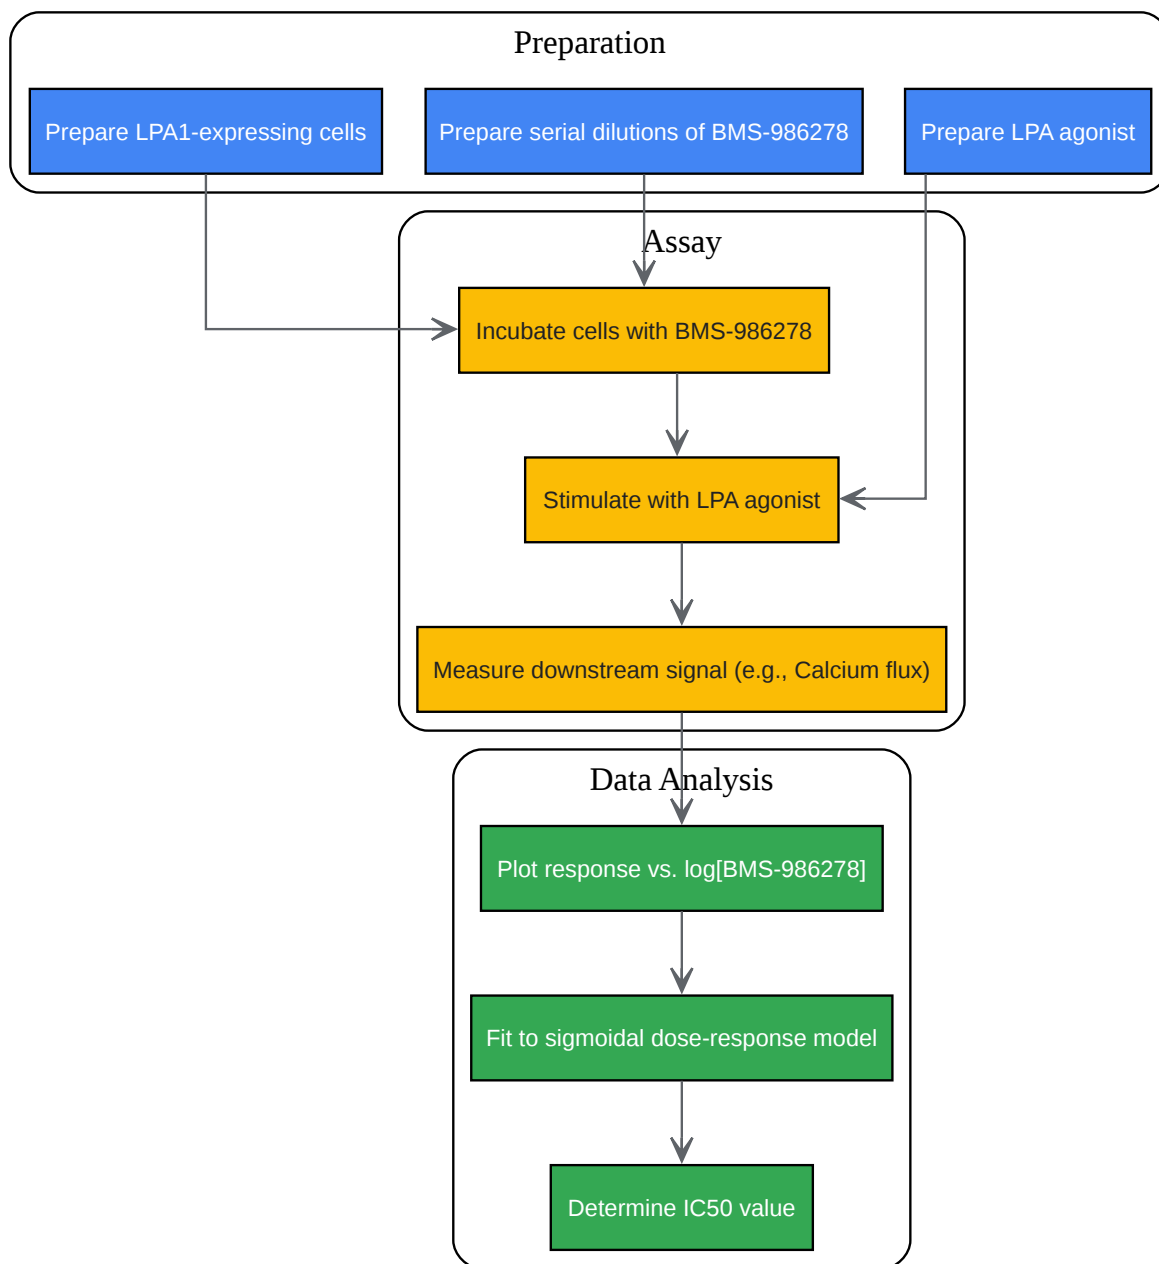 Preparation
Prepare LPA1-expressing cells
Prepare serial dilutions of BMS-986278
Prepare LPA agonist
Assay
Incubate cells with BMS-986278
Stimulate with LPA agonist
Measure downstream signal (e.g., Calcium flux)
Data Analysis
Plot response vs. log[BMS-986278]
Fit to sigmoidal dose-response model
Determine IC50 value